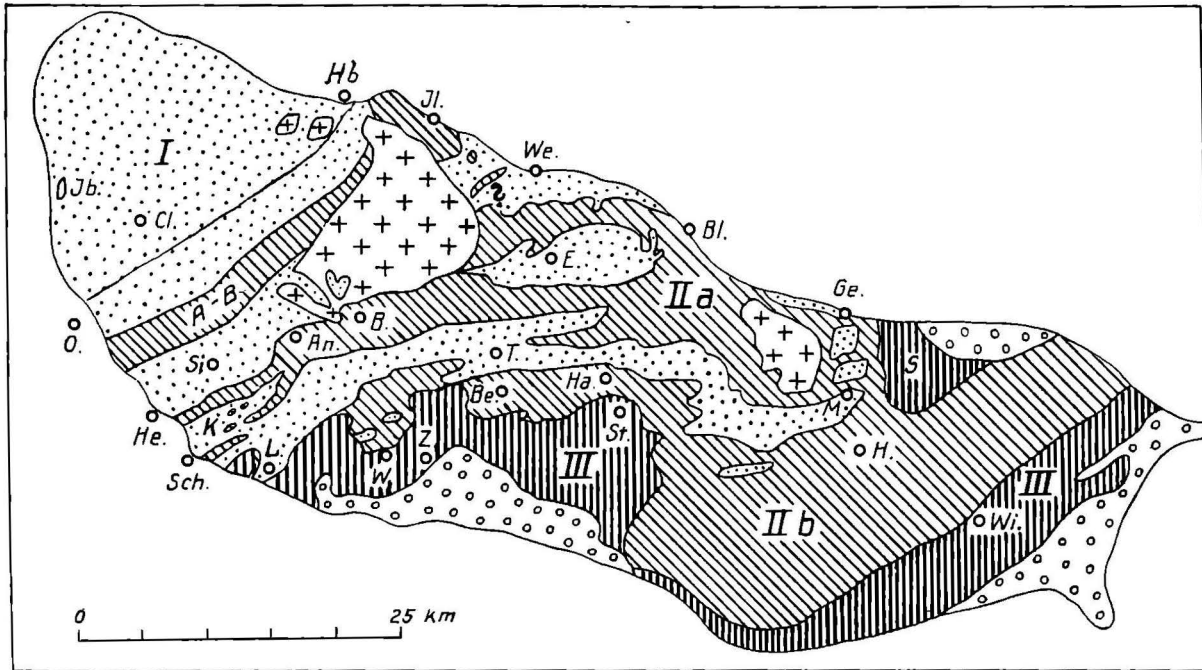 Hb
Jl.
We.
I
Jb.
Cl.
Bl.
E.
IIa
Ge.
A B
B.
O.
An.
S
Si
T.
Ha
Be
M.
He.
K
St.
H.
L.
Z
III
W.
Sch.
III
IIb
Wi.
0 25 km